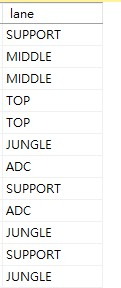 lane
SUPPORT
MIDDLE
MIDDLE
TOP
TOP
JUNGLE
ADC
SUPPORT
ADC
JUNGLE
SUPPORT
JUNGLE